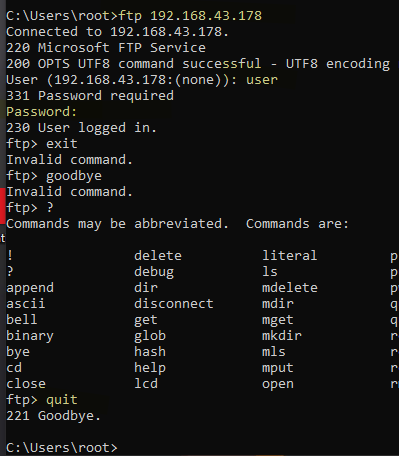 C:\Users\root>ftp 192.168.43.178
Connected to 192.168.43.178.
220 Microsoft FTP Service
200 OPTS UTF8 command successful - UTF8 encoding
User (192.168.43.178:(none)): user
331 Password required
Password:
230 User logged in.
ftp> exit
Invalid command.
ftp> goodbye
Invalid command.
ftp> ?
Commands may be abbreviated.  Commands are:
!               delete          literal         p
?               debug           ls              p
append          dir             mdelete         p
ascii           disconnect      mdir            q
bell            get             mget            q
binary          glob            mkdir           r
bye             hash            mls             r
cd              help            mput            r
close           lcd             open            r
ftp> quit
221 Goodbye.
C:\Users\root>